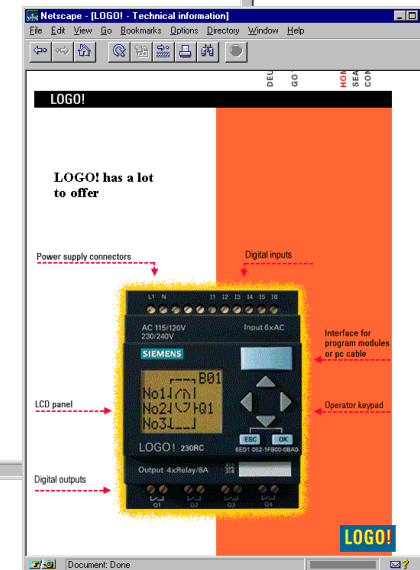 Netscape - [LOGO! - Technical information]
File Edit View Go Bookmarks Options Directory Window Help
HOM
LOGO!
LOGO! has a lot
to offer
Power supply connectors
Digital inputs
L1 N I1 I2 I3 I4 I5 I6
AC 115/120V
230/240V
Input 6xAC
Interface for
program modules
or pc cable
SIEMENS
B01
No1
No2
Q1
No3
LCD panel
Operator keypad
ESC OK
LOGO! 230RC
6ED1 052-1FB00-0BA0
Output 4xRelay/8A
Digital outputs
Q1 Q2 Q3 Q4
LOGO!
Document: Done